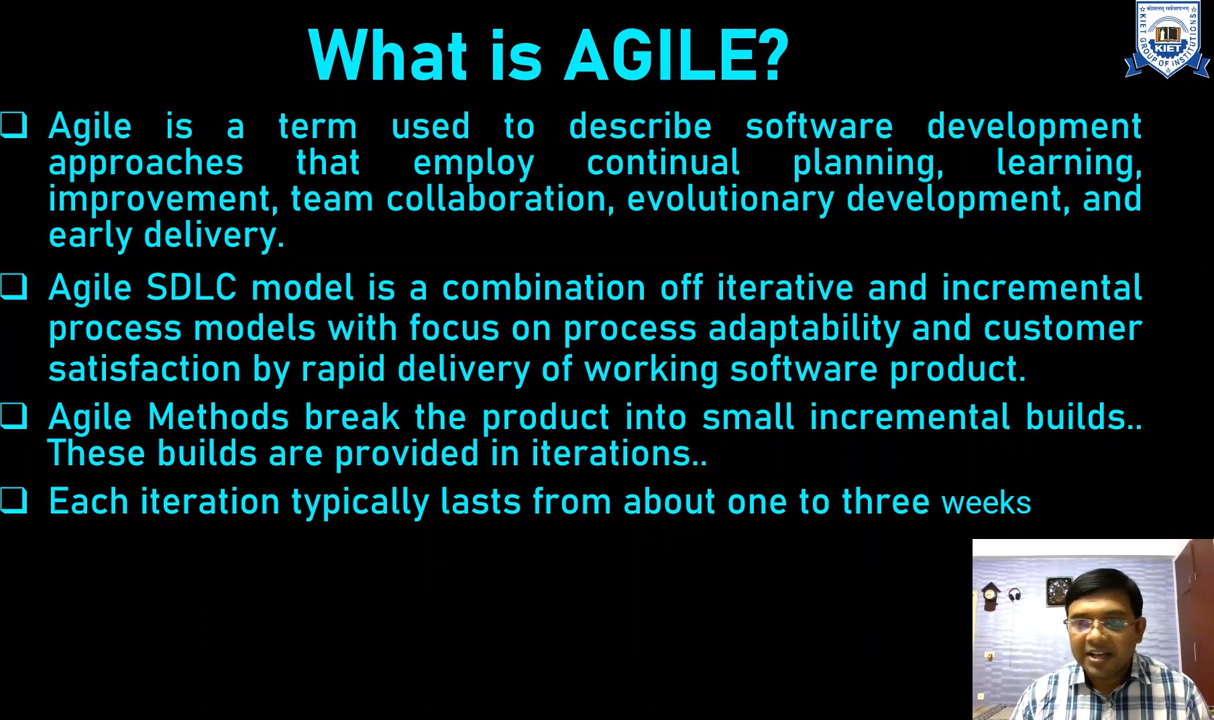 What is AGILE?
❑ Agile is a term used to describe software development
approaches that employ continual planning, learning,
improvement, team collaboration, evolutionary development, and
early delivery.
❑ Agile SDLC model is a combination off iterative and incremental
process models with focus on process adaptability and customer
satisfaction by rapid delivery of working software product.
❑ Agile Methods break the product into small incremental builds..
These builds are provided in iterations..
❑ Each iteration typically lasts from about one to three weeks
KIET
KIET GROUP OF INSTITUTIONS